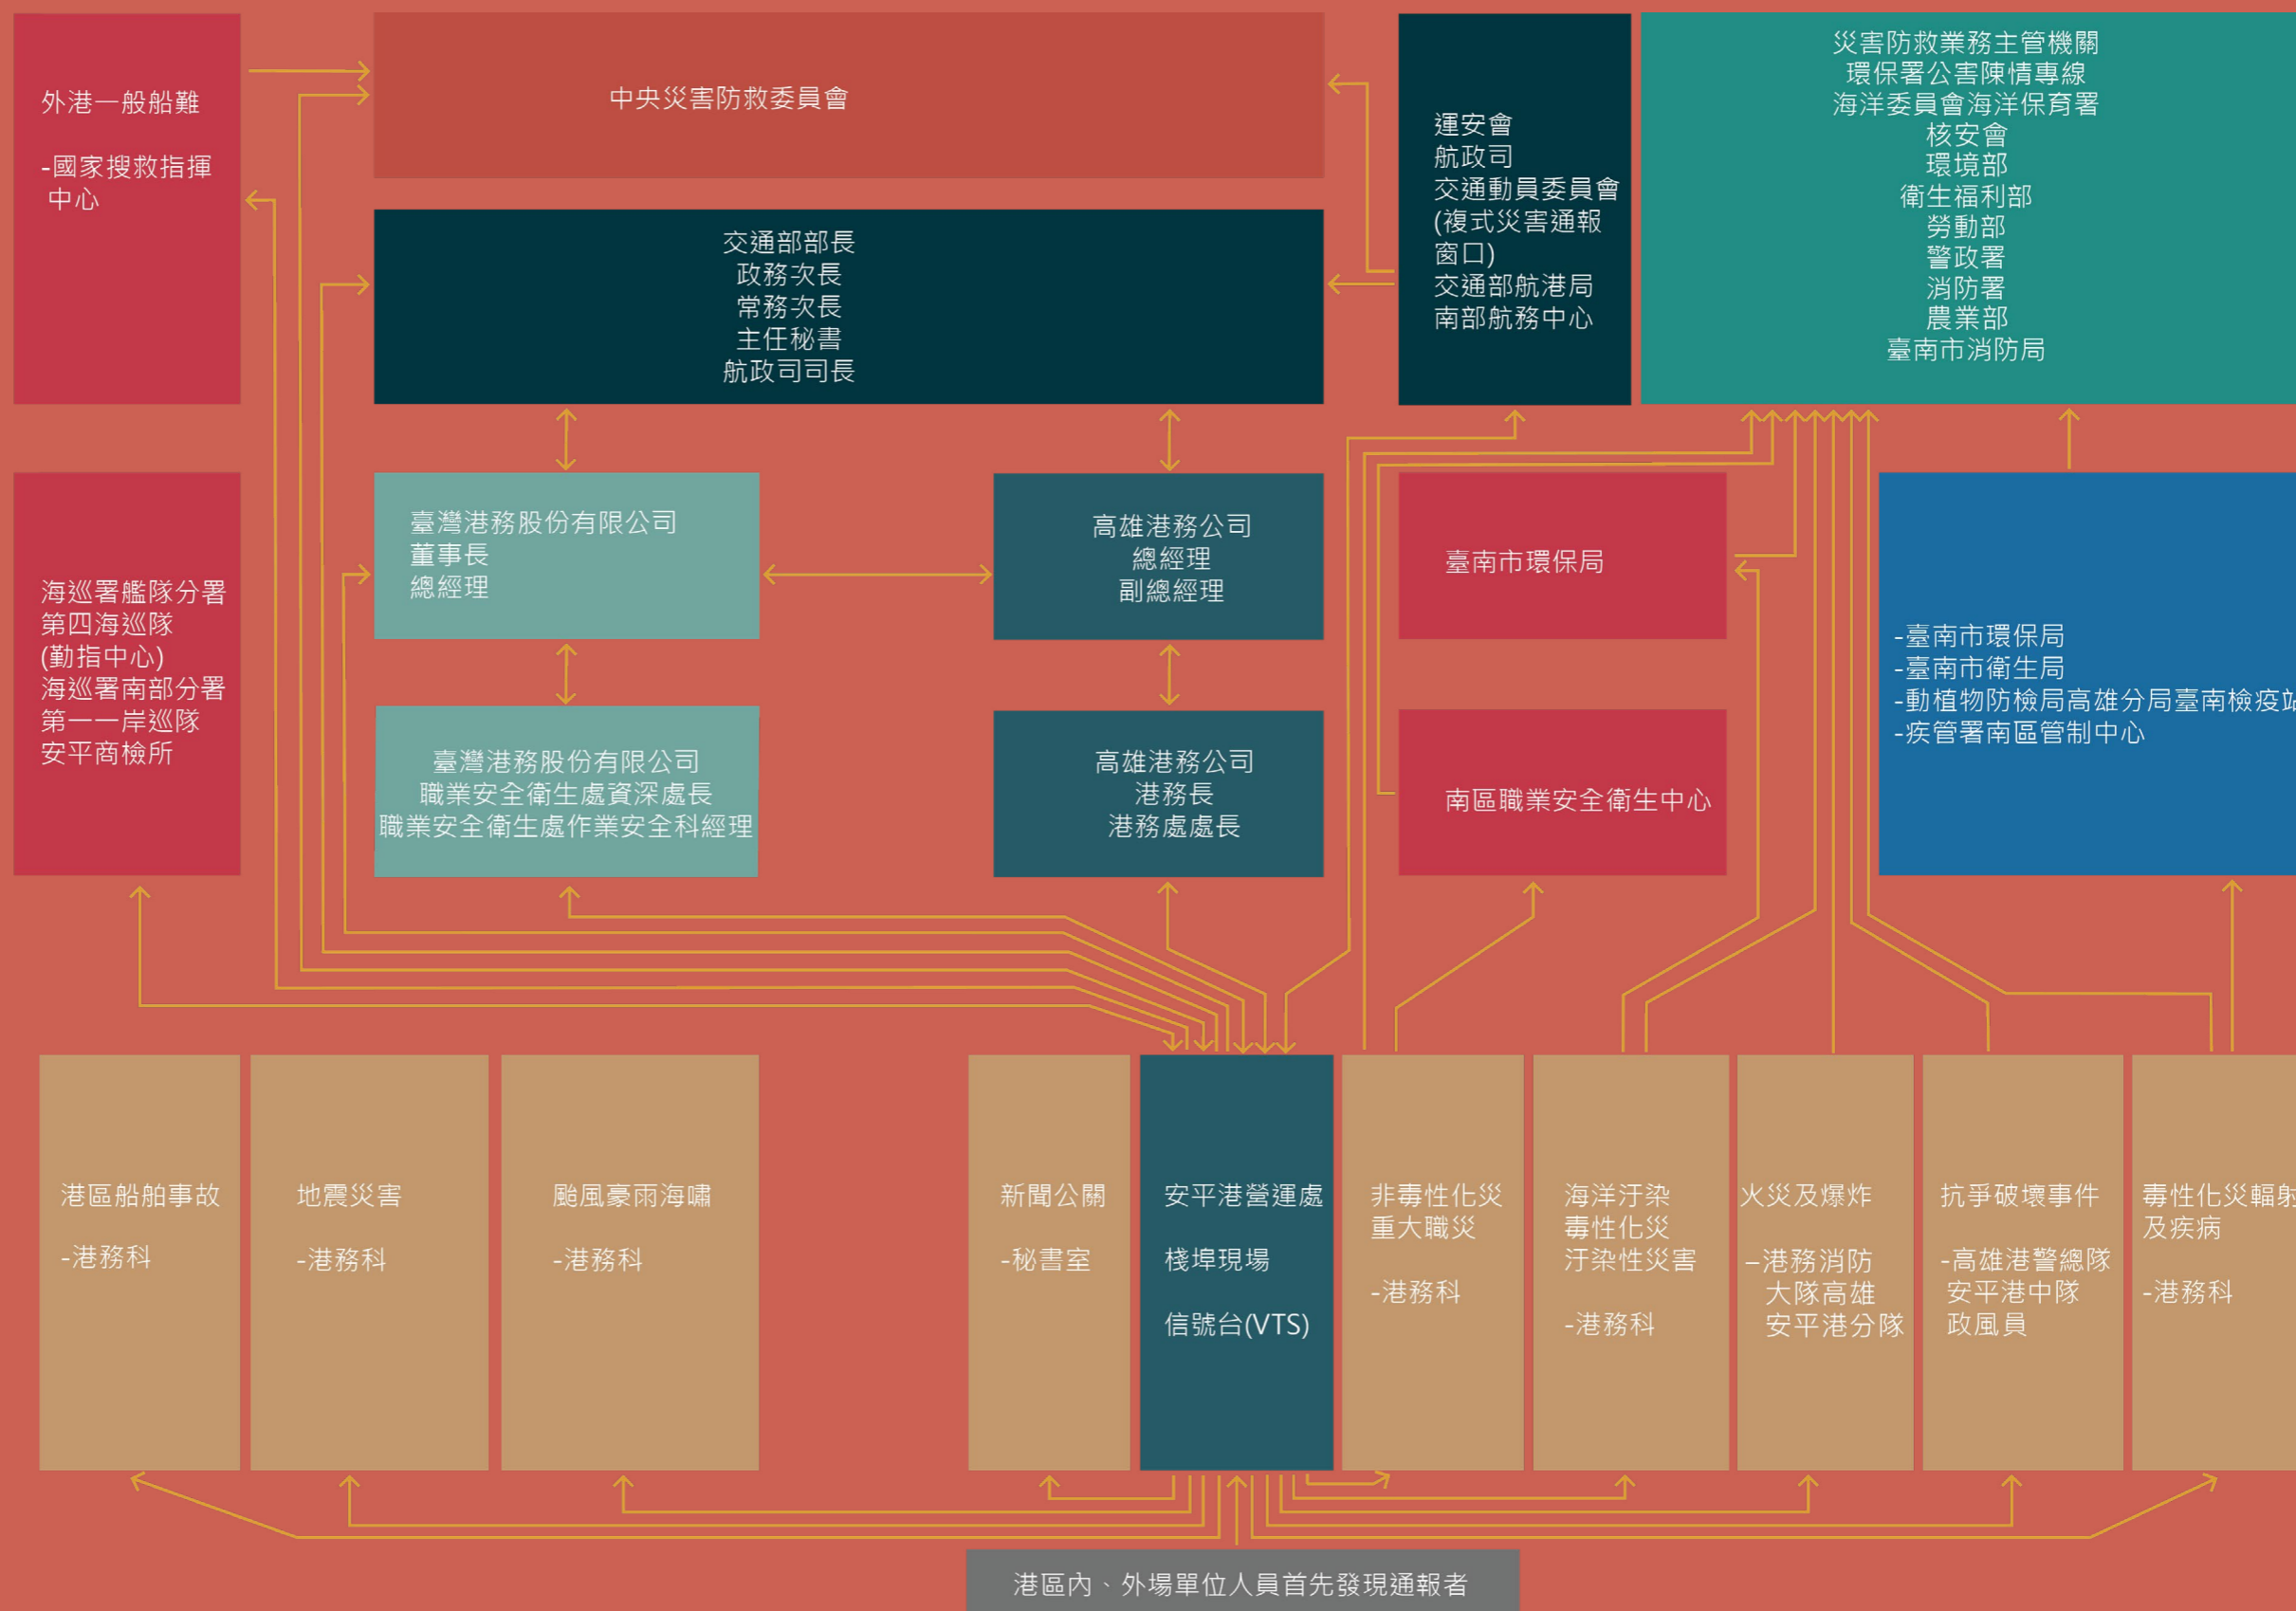 外港一般船難
-國家搜救指揮
中心
中央災害防救委員會
交通部部長
政務次長
常務次長
主任秘書
航政司司長
運安會
航政司
交通動員委員會
(複式災害通報
窗口)
交通部航港局
南部航務中心
災害防救業務主管機關
環保署公害陳情專線
海洋委員會海洋保育署
核安會
環境部
衛生福利部
勞動部
警政署
消防署
農業部
臺南市消防局
海巡署艦隊分署
第四海巡隊
(勤指中心)
海巡署南部分署
第一一岸巡隊
安平商檢所
臺灣港務股份有限公司
董事長
總經理
高雄港務公司
總經理
副總經理
臺南市環保局
-臺南市環保局
-臺南市衛生局
-動植物防檢局高雄分局臺南檢疫站
-疾管署南區管制中心
臺灣港務股份有限公司
職業安全衛生處資深處長
職業安全衛生處作業安全科經理
高雄港務公司
港務長
港務處處長
南區職業安全衛生中心
港區船舶事故
-港務科
地震災害
-港務科
颱風豪雨海嘯
-港務科
新聞公關
-秘書室
安平港營運處
棧埠現場
信號台(VTS)
非毒性化災
重大職災
-港務科
海洋汙染
毒性化災
汙染性災害
-港務科
火災及爆炸
–港務消防
大隊高雄
安平港分隊
抗爭破壞事件
-高雄港警總隊
安平港中隊
政風員
毒性化災輻射
及疾病
-港務科
港區內、外場單位人員首先發現通報者